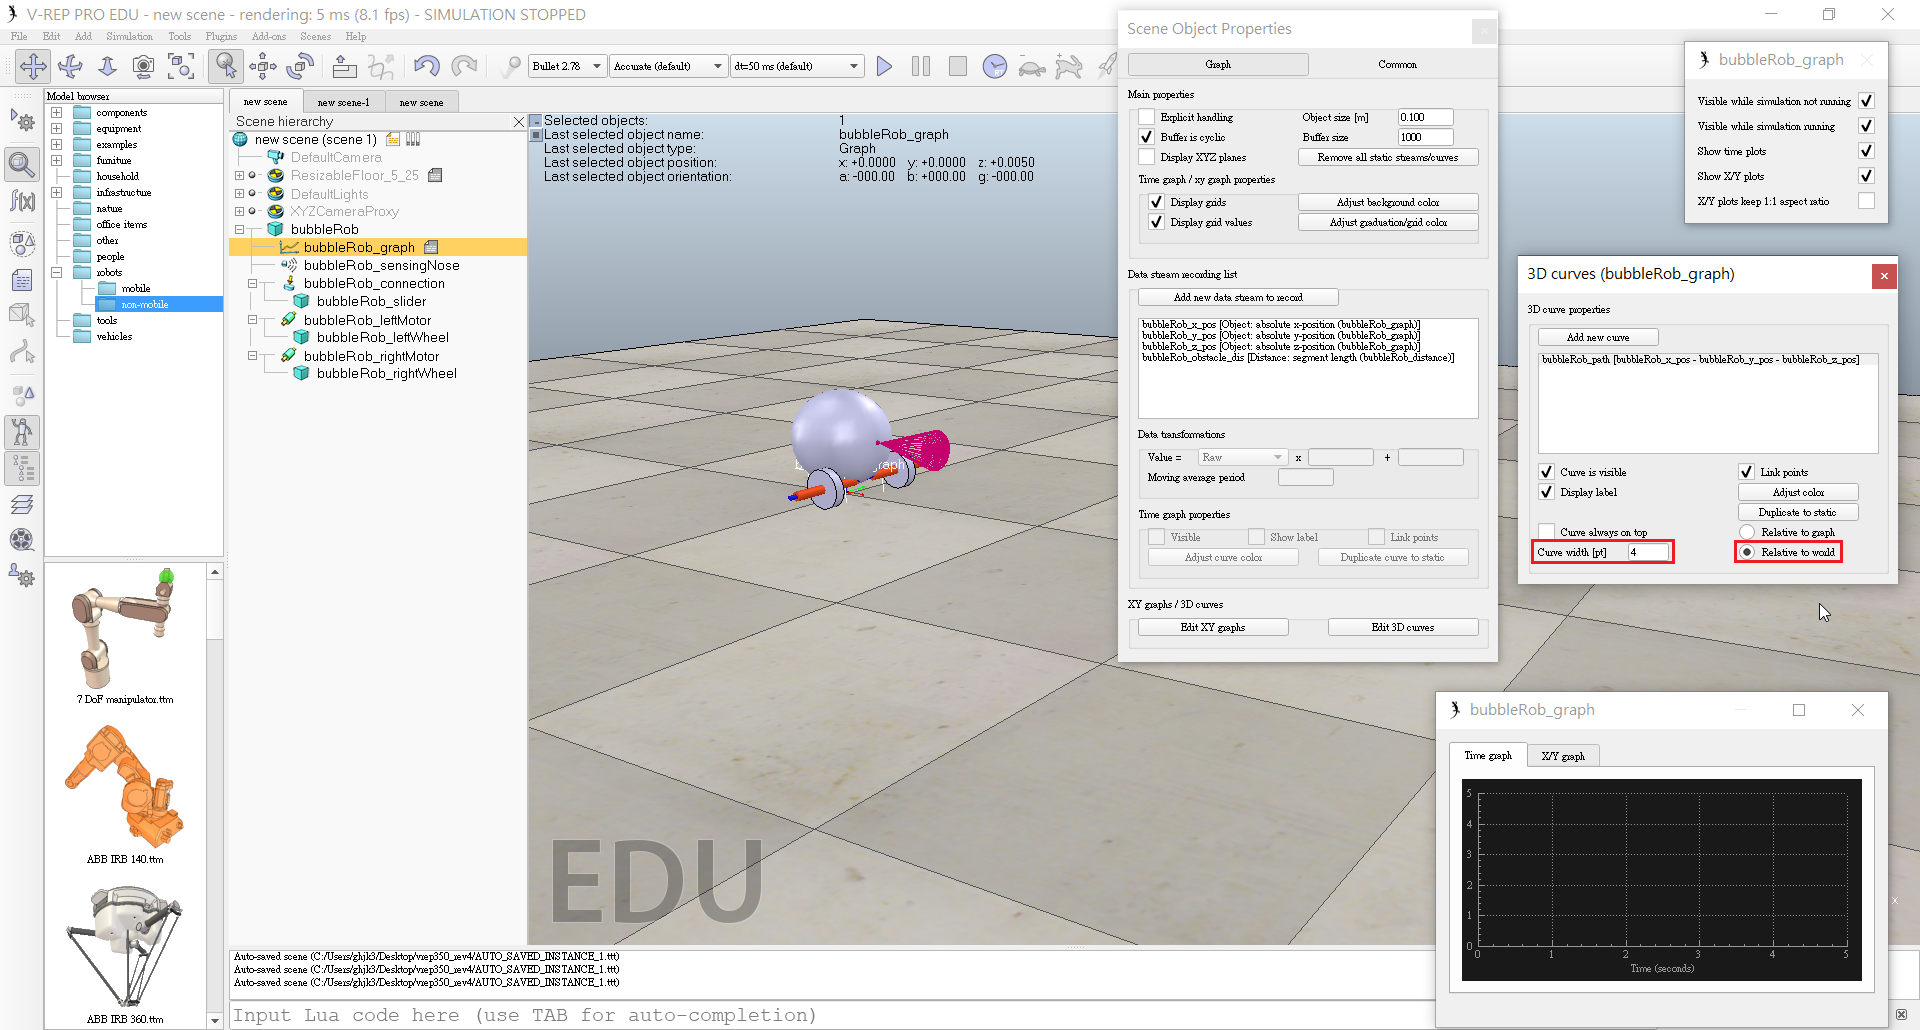 V-REP PRO EDU - new scene - rendering: 5 ms (8.1 fps) - SIMULATION STOPPED
File Edit Add Simulation Tools Plugins Add-ons Scenes Help
Bullet 2.78 Accurate (default) dt=50 ms (default)
Model browser
components
equipment
examples
furniture
household
infrastructure
nature
office items
other
people
robots
mobile
non-mobile
tools
vehicles
7 DoF manipulator.ttm
ABB IRB 140.ttm
ABB IRB 360.ttm
new scene new scene-1 new scene
Scene hierarchy
new scene (scene 1)
DefaultCamera
ResizableFloor_5_25
DefaultLights
XYZCameraProxy
bubbleRob
bubbleRob_graph
bubbleRob_sensingNose
bubbleRob_connection
bubbleRob_slider
bubbleRob_leftMotor
bubbleRob_leftWheel
bubbleRob_rightMotor
bubbleRob_rightWheel
Selected objects: 1
Last selected object name: bubbleRob_graph
Last selected object type: Graph
Last selected object position: x: +0.0000 y: +0.0000 z: +0.0050
Last selected object orientation: a: -000.00 b: +000.00 g: -000.00
EDU
Auto-saved scene (C:/Users/ghjk3/Desktop/vrep350_rev4/AUTO_SAVED_INSTANCE_1.ttt)
Auto-saved scene (C:/Users/ghjk3/Desktop/vrep350_rev4/AUTO_SAVED_INSTANCE_1.ttt)
Auto-saved scene (C:/Users/ghjk3/Desktop/vrep350_rev4/AUTO_SAVED_INSTANCE_1.ttt)
Input Lua code here (use TAB for auto-completion)
Scene Object Properties
Graph Common
Main properties
Explicit handling Object size [m] 0.100
Buffer is cyclic Buffer size 1000
Display XYZ planes Remove all static streams/curves
Time graph / xy graph properties
Display grids Adjust background color
Display grid values Adjust graduation/grid color
Data stream recording list
Add new data stream to record
bubbleRob_x_pos [Object: absolute x-position (bubbleRob_graph)]
bubbleRob_y_pos [Object: absolute y-position (bubbleRob_graph)]
bubbleRob_z_pos [Object: absolute z-position (bubbleRob_graph)]
bubbleRob_obstacle_dis [Distance: segment length (bubbleRob_distance)]
Data transformations
Value = Raw x +
Moving average period
Time graph properties
Visible Show label Link points
Adjust curve color Duplicate curve to static
XY graphs / 3D curves
Edit XY graphs Edit 3D curves
bubbleRob_graph
Visible while simulation not running
Visible while simulation running
Show time plots
Show X/Y plots
X/Y plots keep 1:1 aspect ratio
3D curves (bubbleRob_graph)
3D curve properties
Add new curve
bubbleRob_path [bubbleRob_x_pos - bubbleRob_y_pos - bubbleRob_z_pos]
Curve is visible Link points
Display label Adjust color
Duplicate to static
Curve always on top Relative to graph
Curve width [pt] 4 Relative to world
bubbleRob_graph
Time graph X/Y graph
5
4
3
2
1
0
0 1 2 3 4 5
Time (seconds)